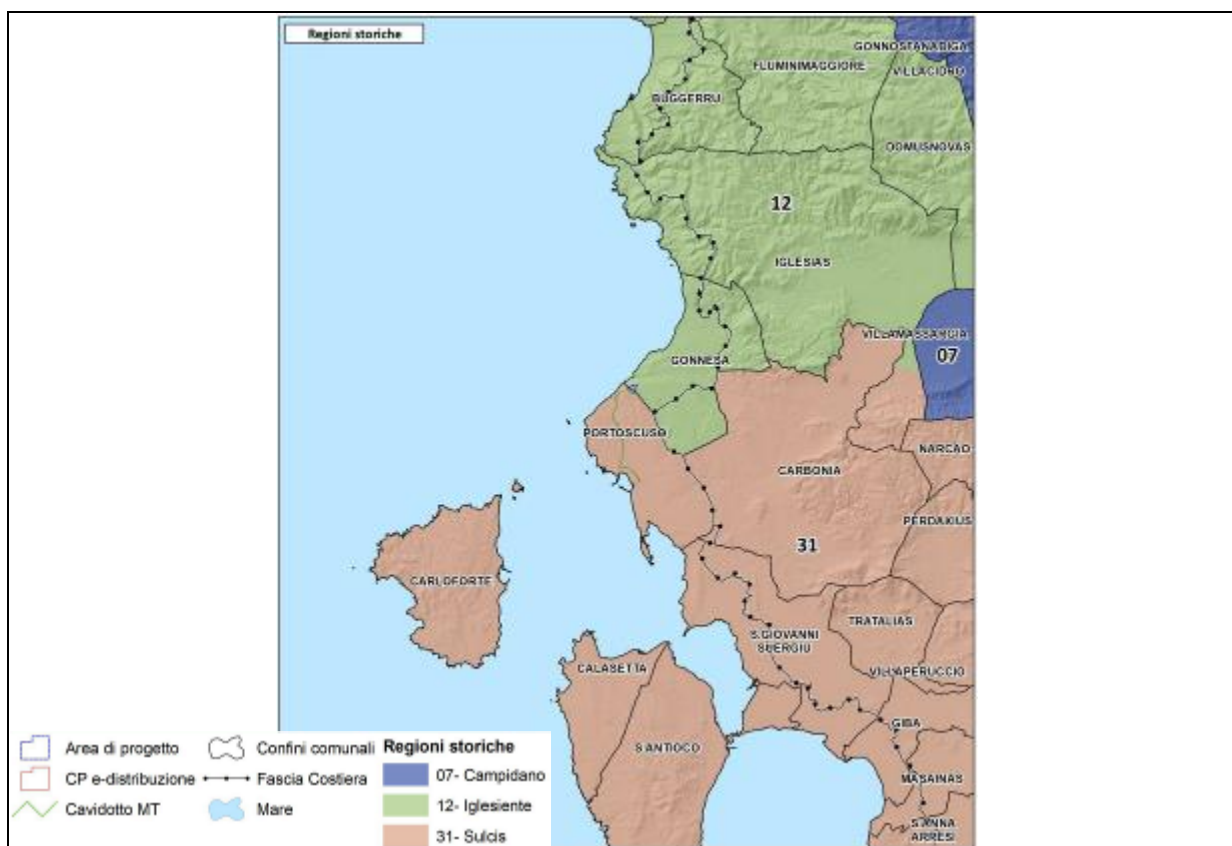 Regioni storiche
GONNOSFANADIGA
FLUMINIMAGGIORE
VILLACIDRO
BUGGERRU
DOMUSNOVAS
12
IGLESIAS
VILLAMASSARGIA
07
GONNESA
PORTOSCUSO
NARCAO
CARBONIA
PERDAXIUS
31
CARLOFORTE
TRATALIAS
S.GIOVANNI
SUERGIU
CALASETTA
VILLAPERUCCIO
GIBA
S.ANTIOCO
MASAINAS
S.ANNA
ARRESI
Area di progetto
CP e-distribuzione
Cavidotto MT
Confini comunali
Fascia Costiera
Mare
Regioni storiche
07- Campidano
12- Iglesiente
31- Sulcis